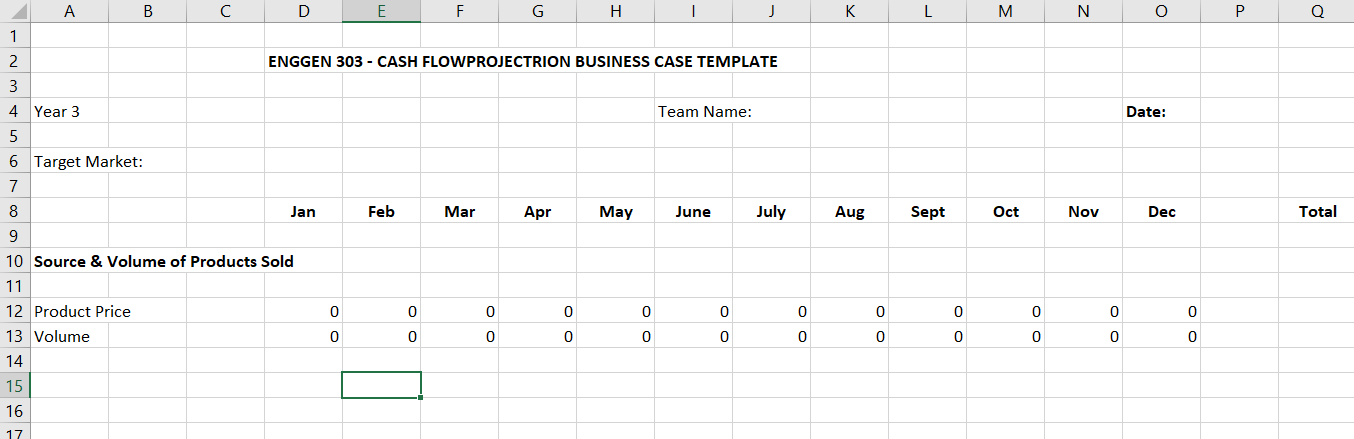 A B C D E F G H I J K L M N O P Q
1
2 ENGGEN 303 - CASH FLOWPROJECTRION BUSINESS CASE TEMPLATE
3
4 Year 3 Team Name: Date:
5
6 Target Market:
7
8 Jan Feb Mar Apr May June July Aug Sept Oct Nov Dec Total
9
10 Source & Volume of Products Sold
11
12 Product Price 0 0 0 0 0 0 0 0 0 0 0 0
13 Volume 0 0 0 0 0 0 0 0 0 0 0 0
14
15
16
17